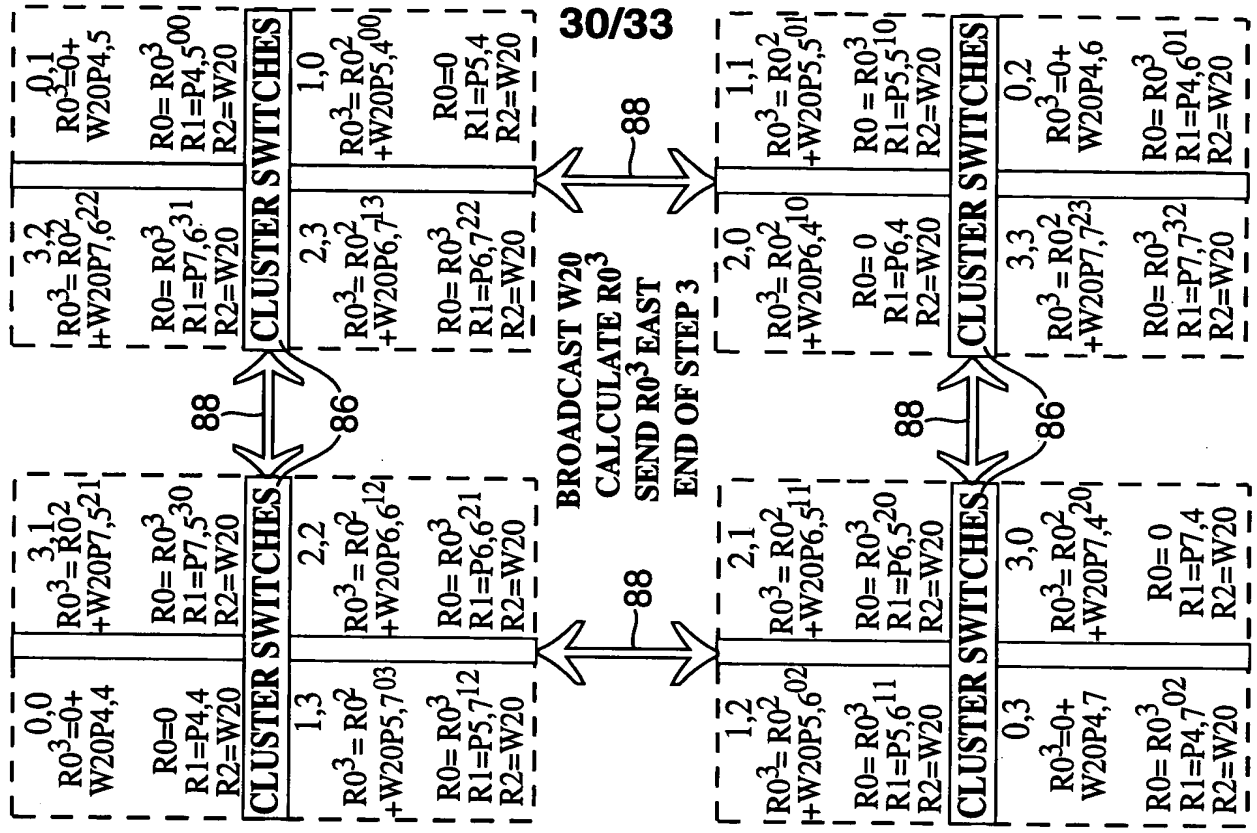 30/33
0,0
R0³=0+
W20P4,4
R0=0
R1=P4,4
R2=W20
3,1
R0³= R0²
+W20P7,5²¹
R0= R0³
R1=P7,5³⁰
R2=W20
CLUSTER SWITCHES
1,3
R0³= R0²
+W20P5,7⁰³
R0= R0³
R1=P5,7¹²
R2=W20
2,2
R0³= R0²
+W20P6,6¹²
R0= R0³
R1=P6,6²¹
R2=W20
88
86
3,2
R0³= R0²
+W20P7,6²²
R0= R0³
R1=P7,6³¹
R2=W20
0,1
R0³=0+
W20P4,5
R0= R0³
R1=P4,5⁰⁰
R2=W20
CLUSTER SWITCHES
2,3
R0³= R0²
+W20P6,7¹³
R0= R0³
R1=P6,7²²
R2=W20
1,0
R0³= R0²
+W20P5,4⁰⁰
R0=0
R1=P5,4
R2=W20
88
BROADCAST W20
CALCULATE R0³
SEND R0³ EAST
END OF STEP 3
88
1,2
R0³= R0²
+W20P5,6⁰²
R0= R0³
R1=P5,6¹¹
R2=W20
2,1
R0³= R0²
+W20P6,5¹¹
R0= R0³
R1=P6,5²⁰
R2=W20
CLUSTER SWITCHES
0,3
R0³=0+
W20P4,7
R0= R0³
R1=P4,7⁰²
R2=W20
3,0
R0³= R0²
+W20P7,4²⁰
R0= 0
R1=P7,4
R2=W20
88
86
2,0
R0³= R0²
+W20P6,4¹⁰
R0= 0
R1=P6,4
R2=W20
1,1
R0³= R0²
+W20P5,5⁰¹
R0= R0³
R1=P5,5¹⁰
R2=W20
CLUSTER SWITCHES
3,3
R0³= R0²
+W20P7,7²³
R0= R0³
R1=P7,7³²
R2=W20
0,2
R0³=0+
W20P4,6
R0= R0³
R1=P4,6⁰¹
R2=W20